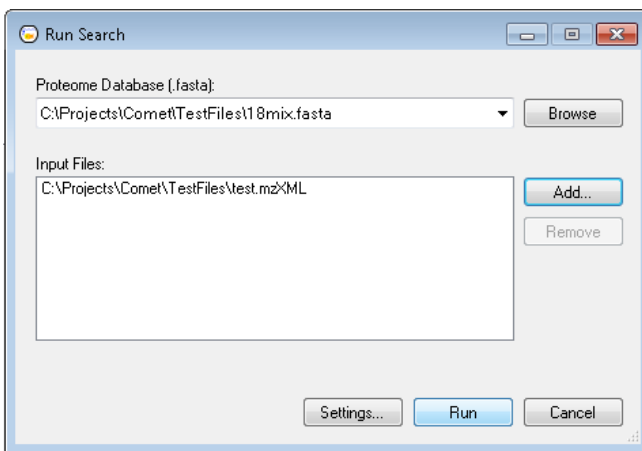 Run Search
Proteome Database (.fasta):
C:\Projects\Comet\TestFiles\18mix.fasta
Browse
Input Files:
C:\Projects\Comet\TestFiles\test.mzXML
Add...
Remove
Settings...
Run
Cancel